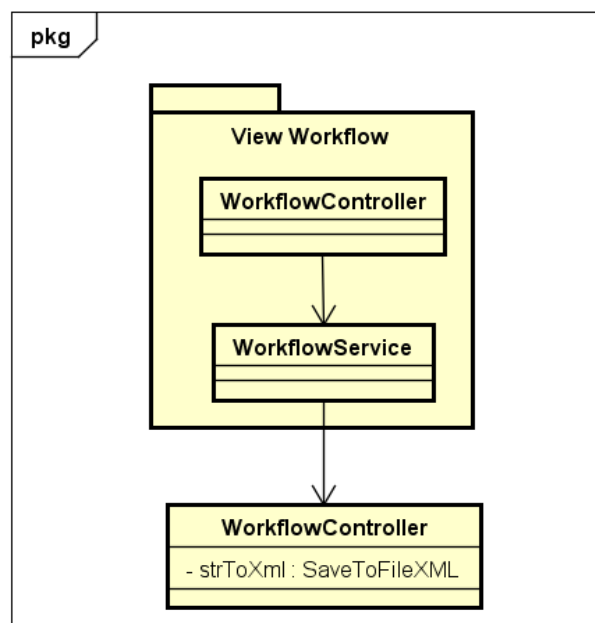 pkg
View Workflow
WorkflowController
WorkflowService
WorkflowController
- strToXml : SaveToFileXML